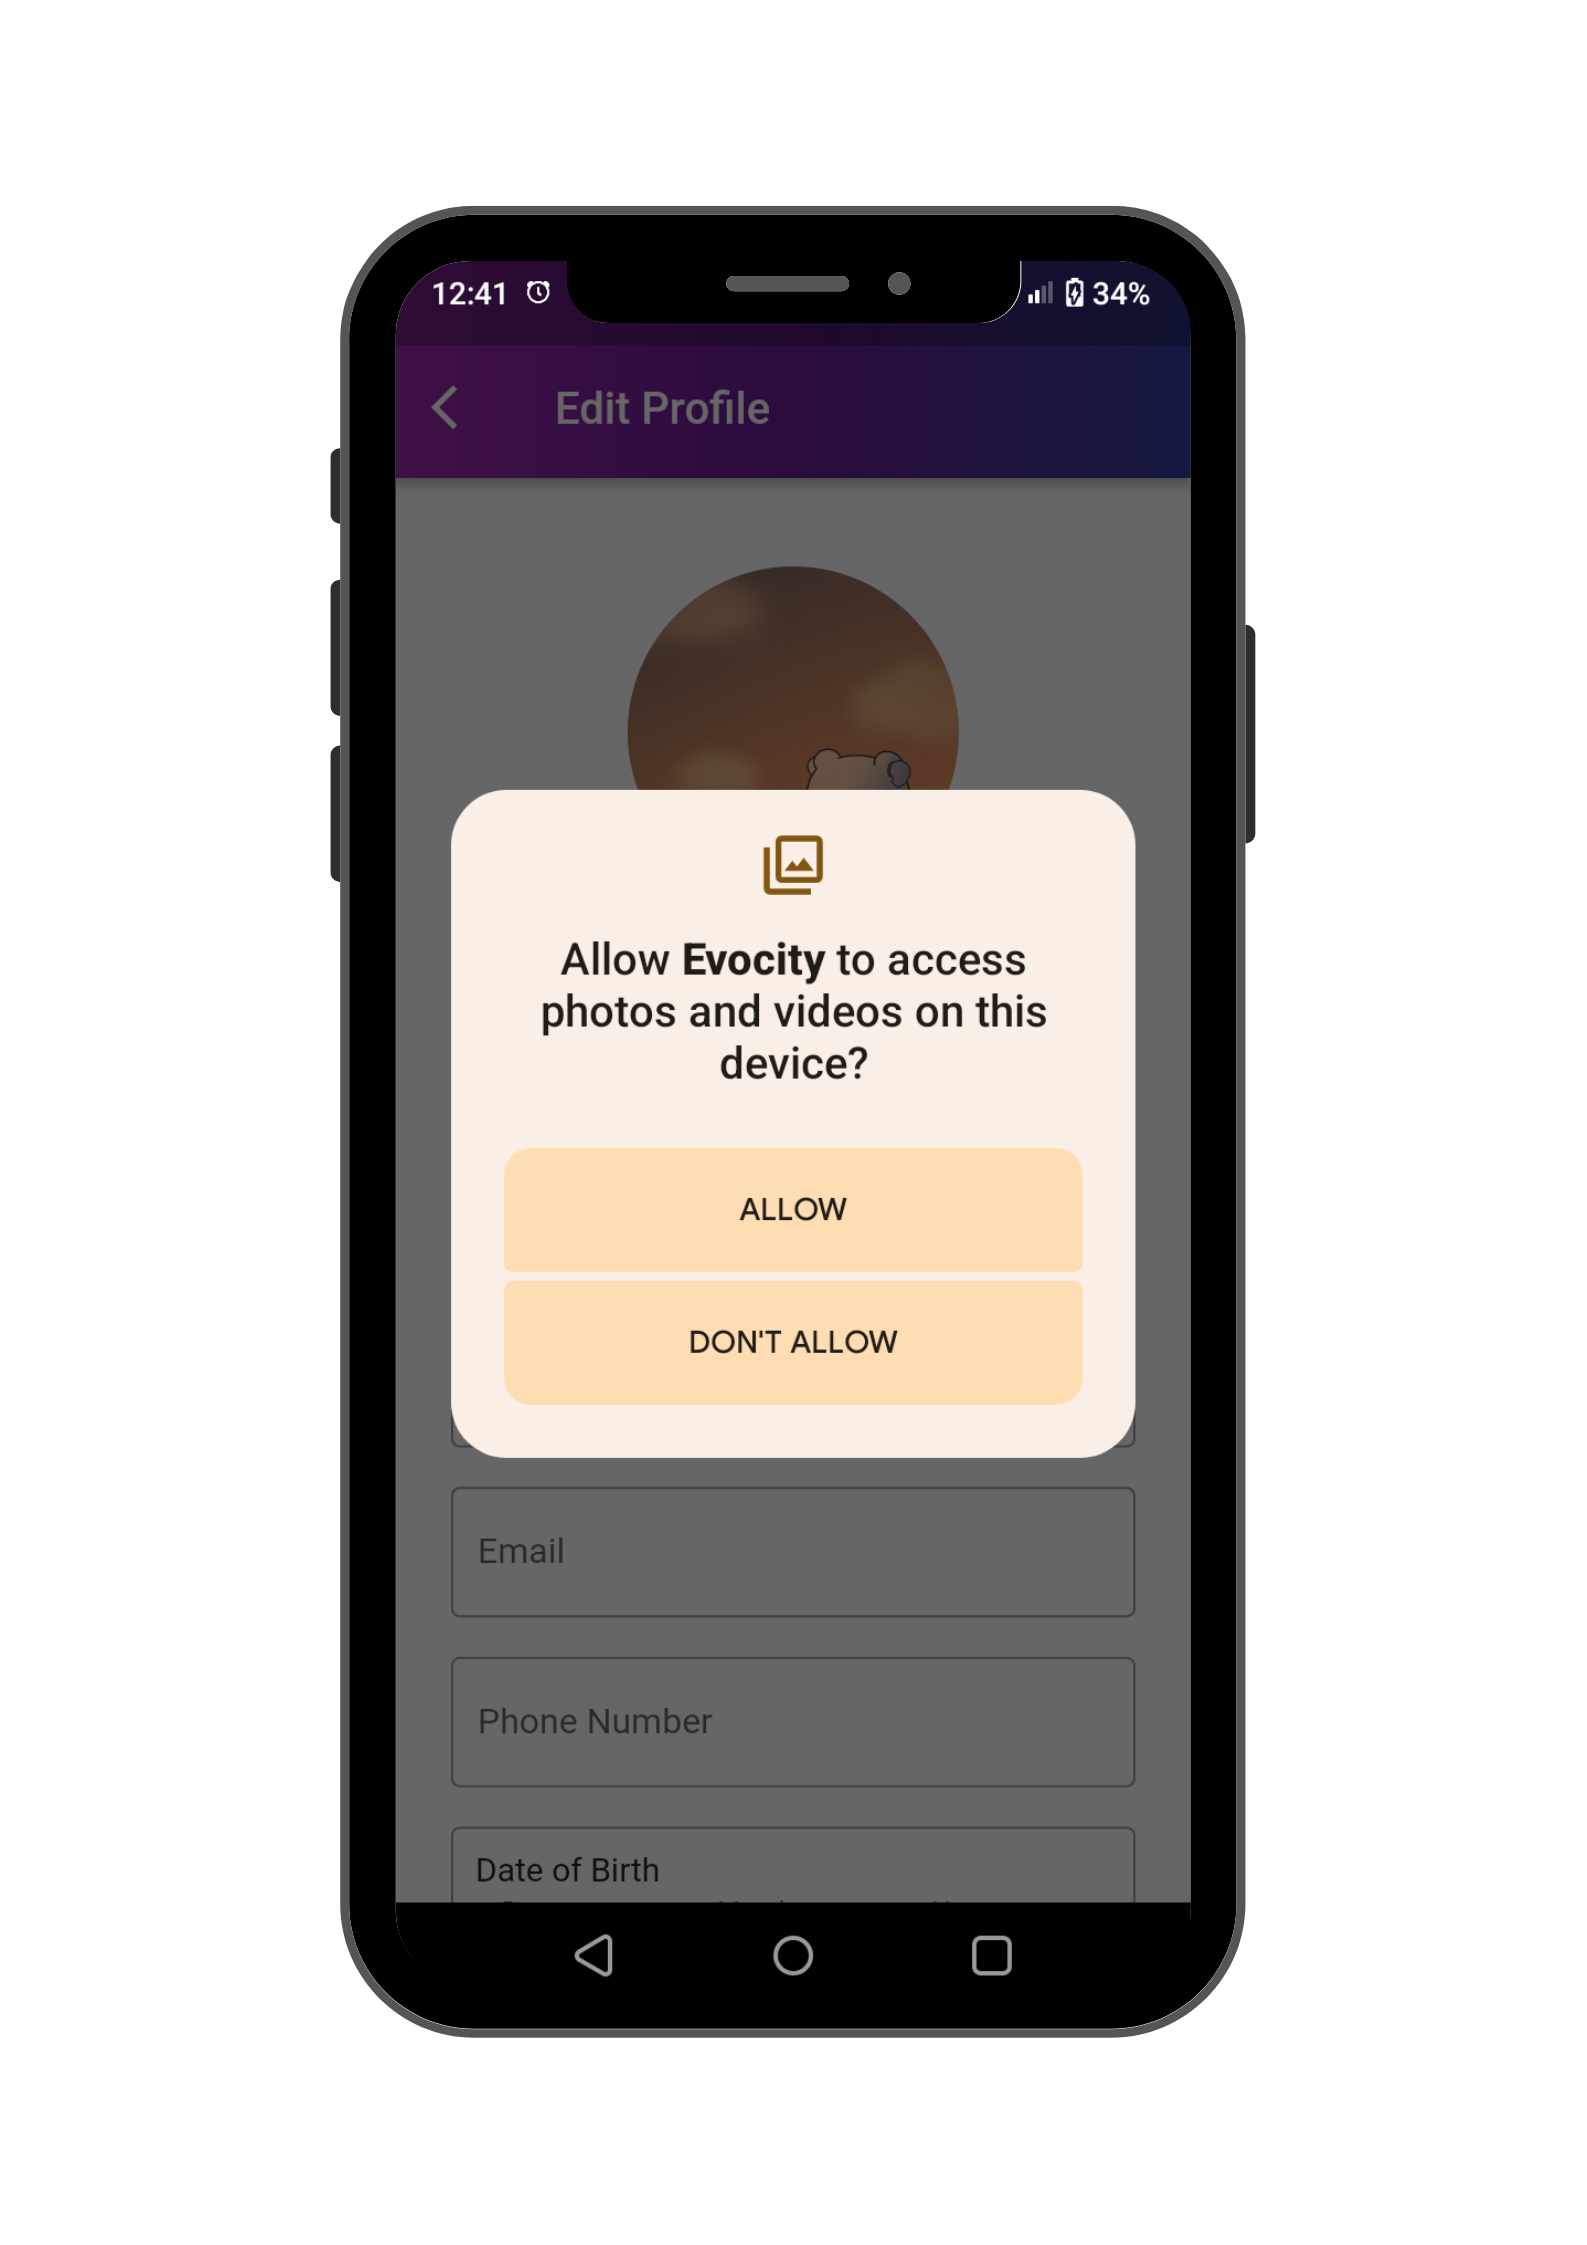 12:41
34%
Edit Profile
Allow Evocity to access
photos and videos on this
device?
ALLOW
DON'T ALLOW
Email
Phone Number
Date of Birth